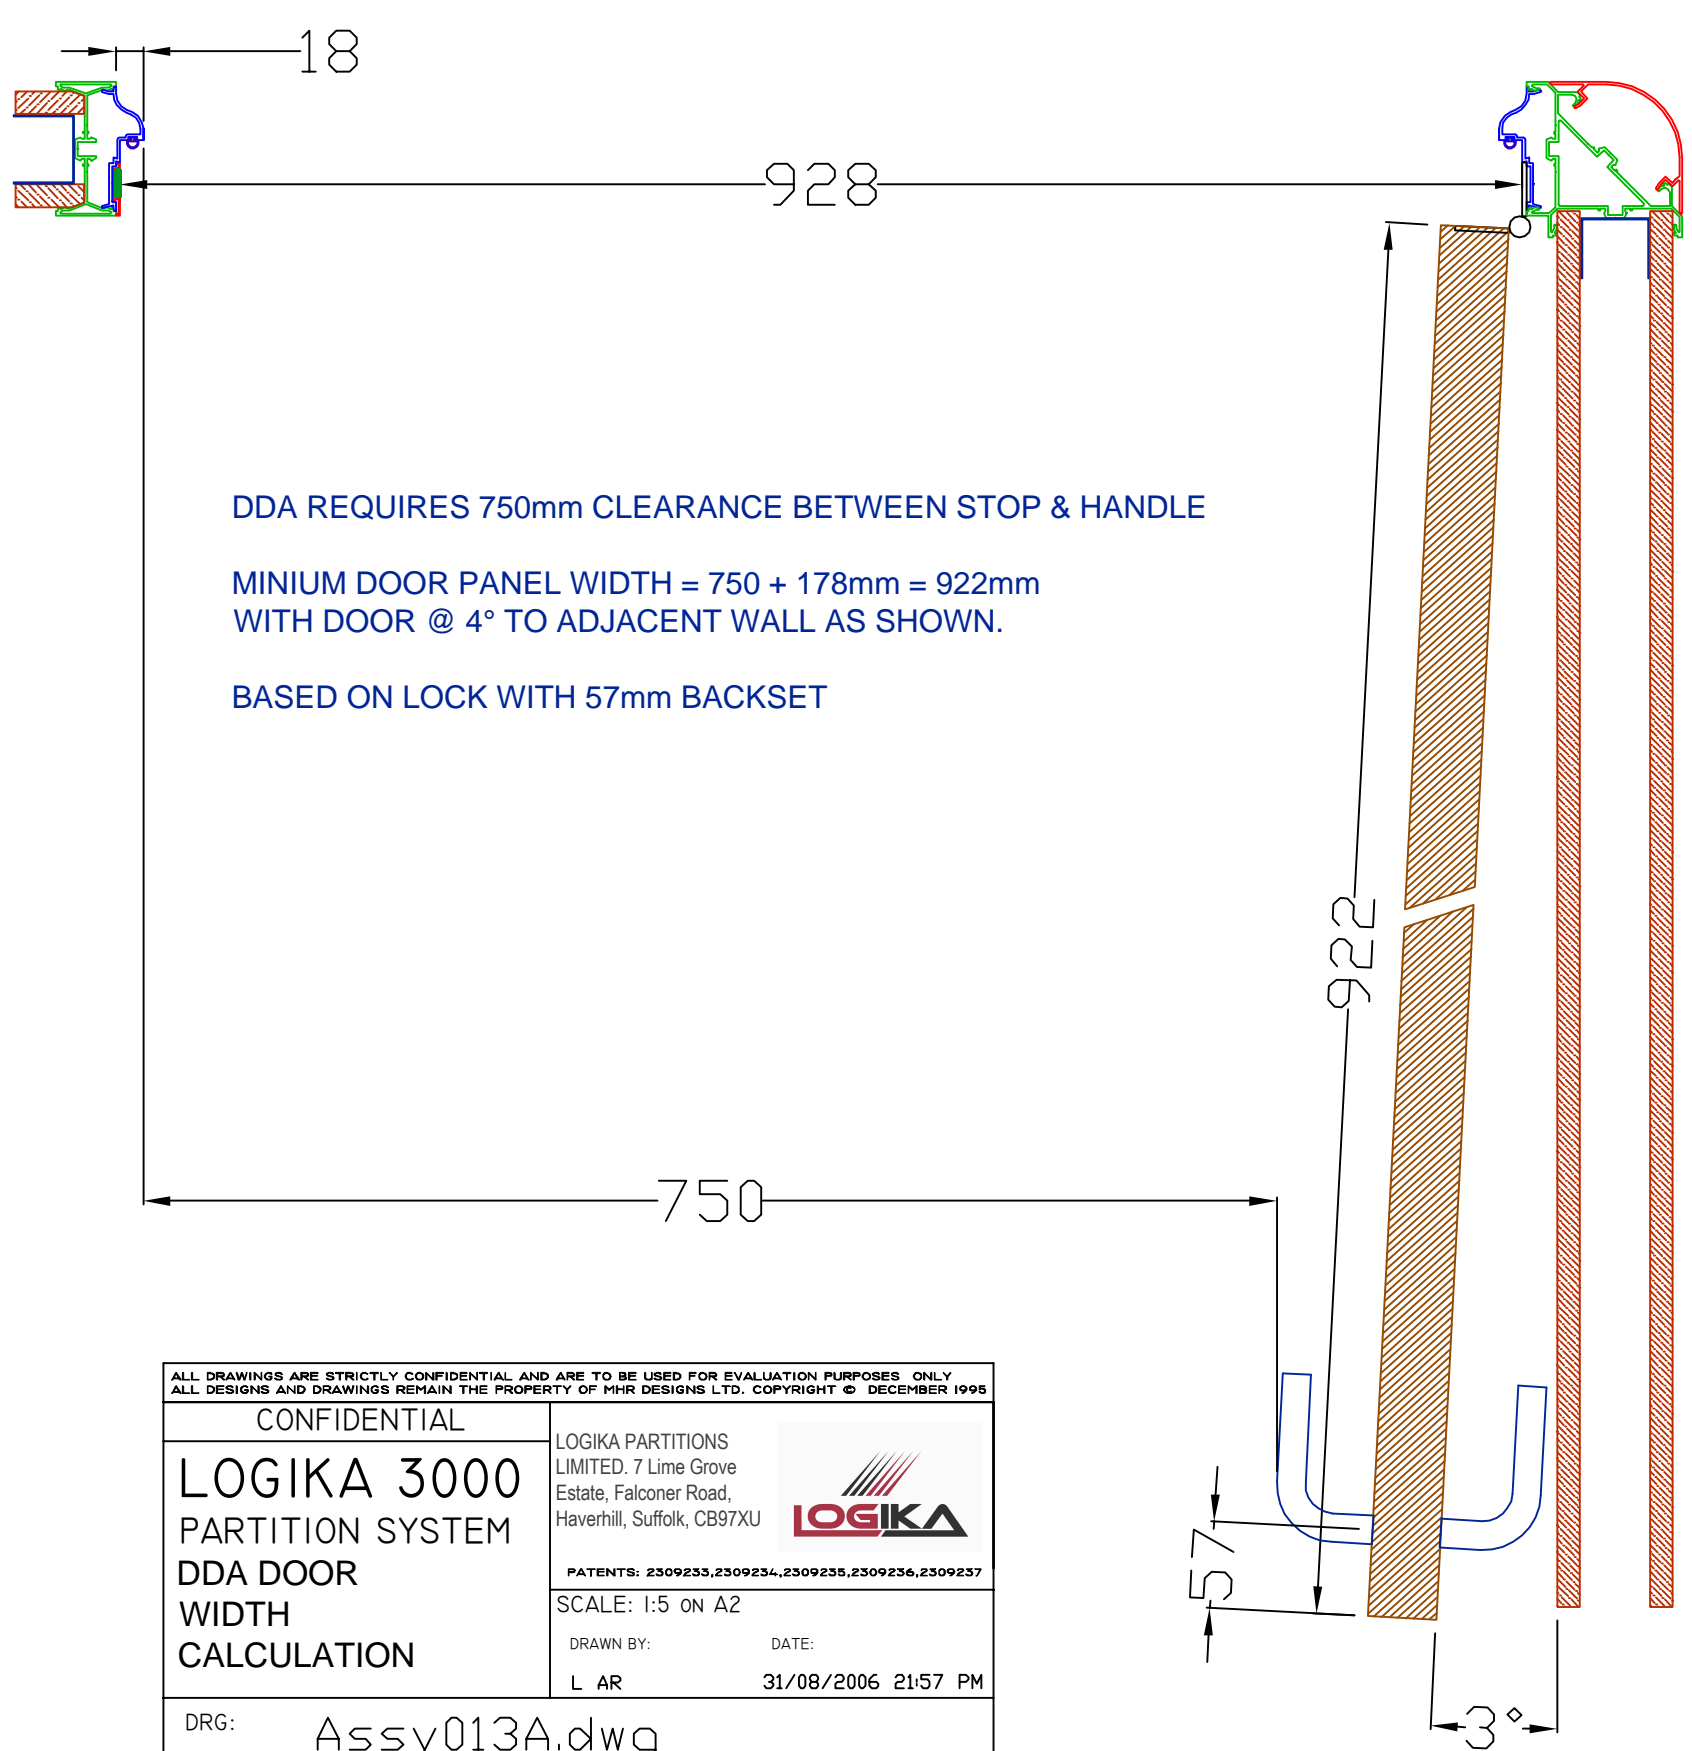 18
928
DDA REQUIRES 750mm CLEARANCE BETWEEN STOP & HANDLE
MINIUM DOOR PANEL WIDTH = 750 + 178mm = 922mm
WITH DOOR @ 4° TO ADJACENT WALL AS SHOWN.
BASED ON LOCK WITH 57mm BACKSET
922
750
57
3°
ALL DRAWINGS ARE STRICTLY CONFIDENTIAL AND ARE TO BE USED FOR EVALUATION PURPOSES ONLY
ALL DESIGNS AND DRAWINGS REMAIN THE PROPERTY OF MHR DESIGNS LTD. COPYRIGHT © DECEMBER 1995
CONFIDENTIAL
LOGIKA 3000
PARTITION SYSTEM
DDA DOOR
WIDTH
CALCULATION
LOGIKA PARTITIONS
LIMITED. 7 Lime Grove
Estate, Falconer Road,
Haverhill, Suffolk, CB97XU
LOGIKA
PATENTS: 2309233,2309234,2309235,2309236,2309237
SCALE: 1:5 ON A2
DRAWN BY: DATE:
L AR 31/08/2006 21:57 PM
DRG: Assy013A.dwg